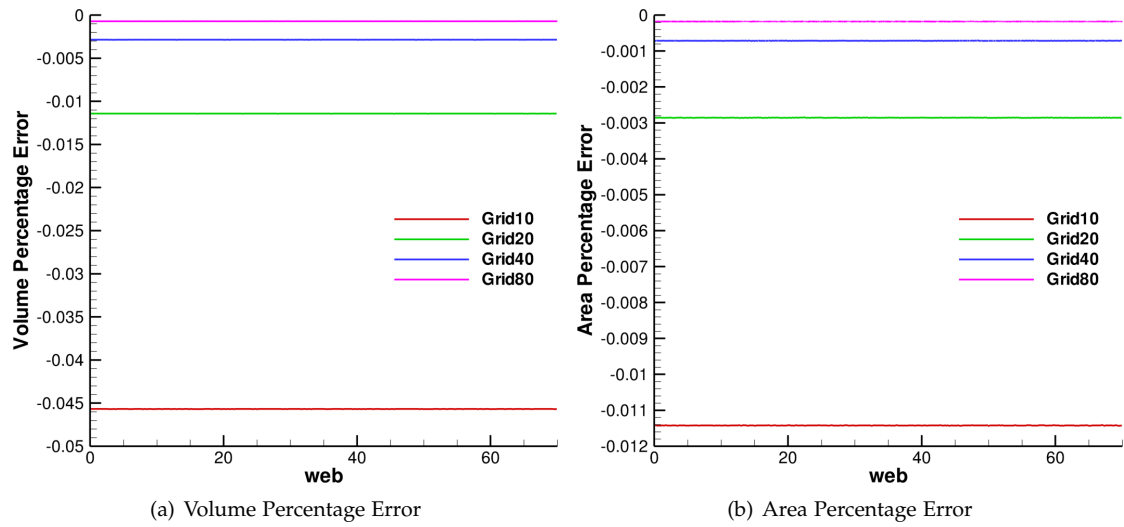 0
-0.005
-0.01
-0.015
-0.02
-0.025
-0.03
-0.035
-0.04
-0.045
-0.05
Volume Percentage Error
0 20 40 60
web
Grid10
Grid20
Grid40
Grid80
(a) Volume Percentage Error
0
-0.001
-0.002
-0.003
-0.004
-0.005
-0.006
-0.007
-0.008
-0.009
-0.01
-0.011
-0.012
Area Percentage Error
0 20 40 60
web
Grid10
Grid20
Grid40
Grid80
(b) Area Percentage Error